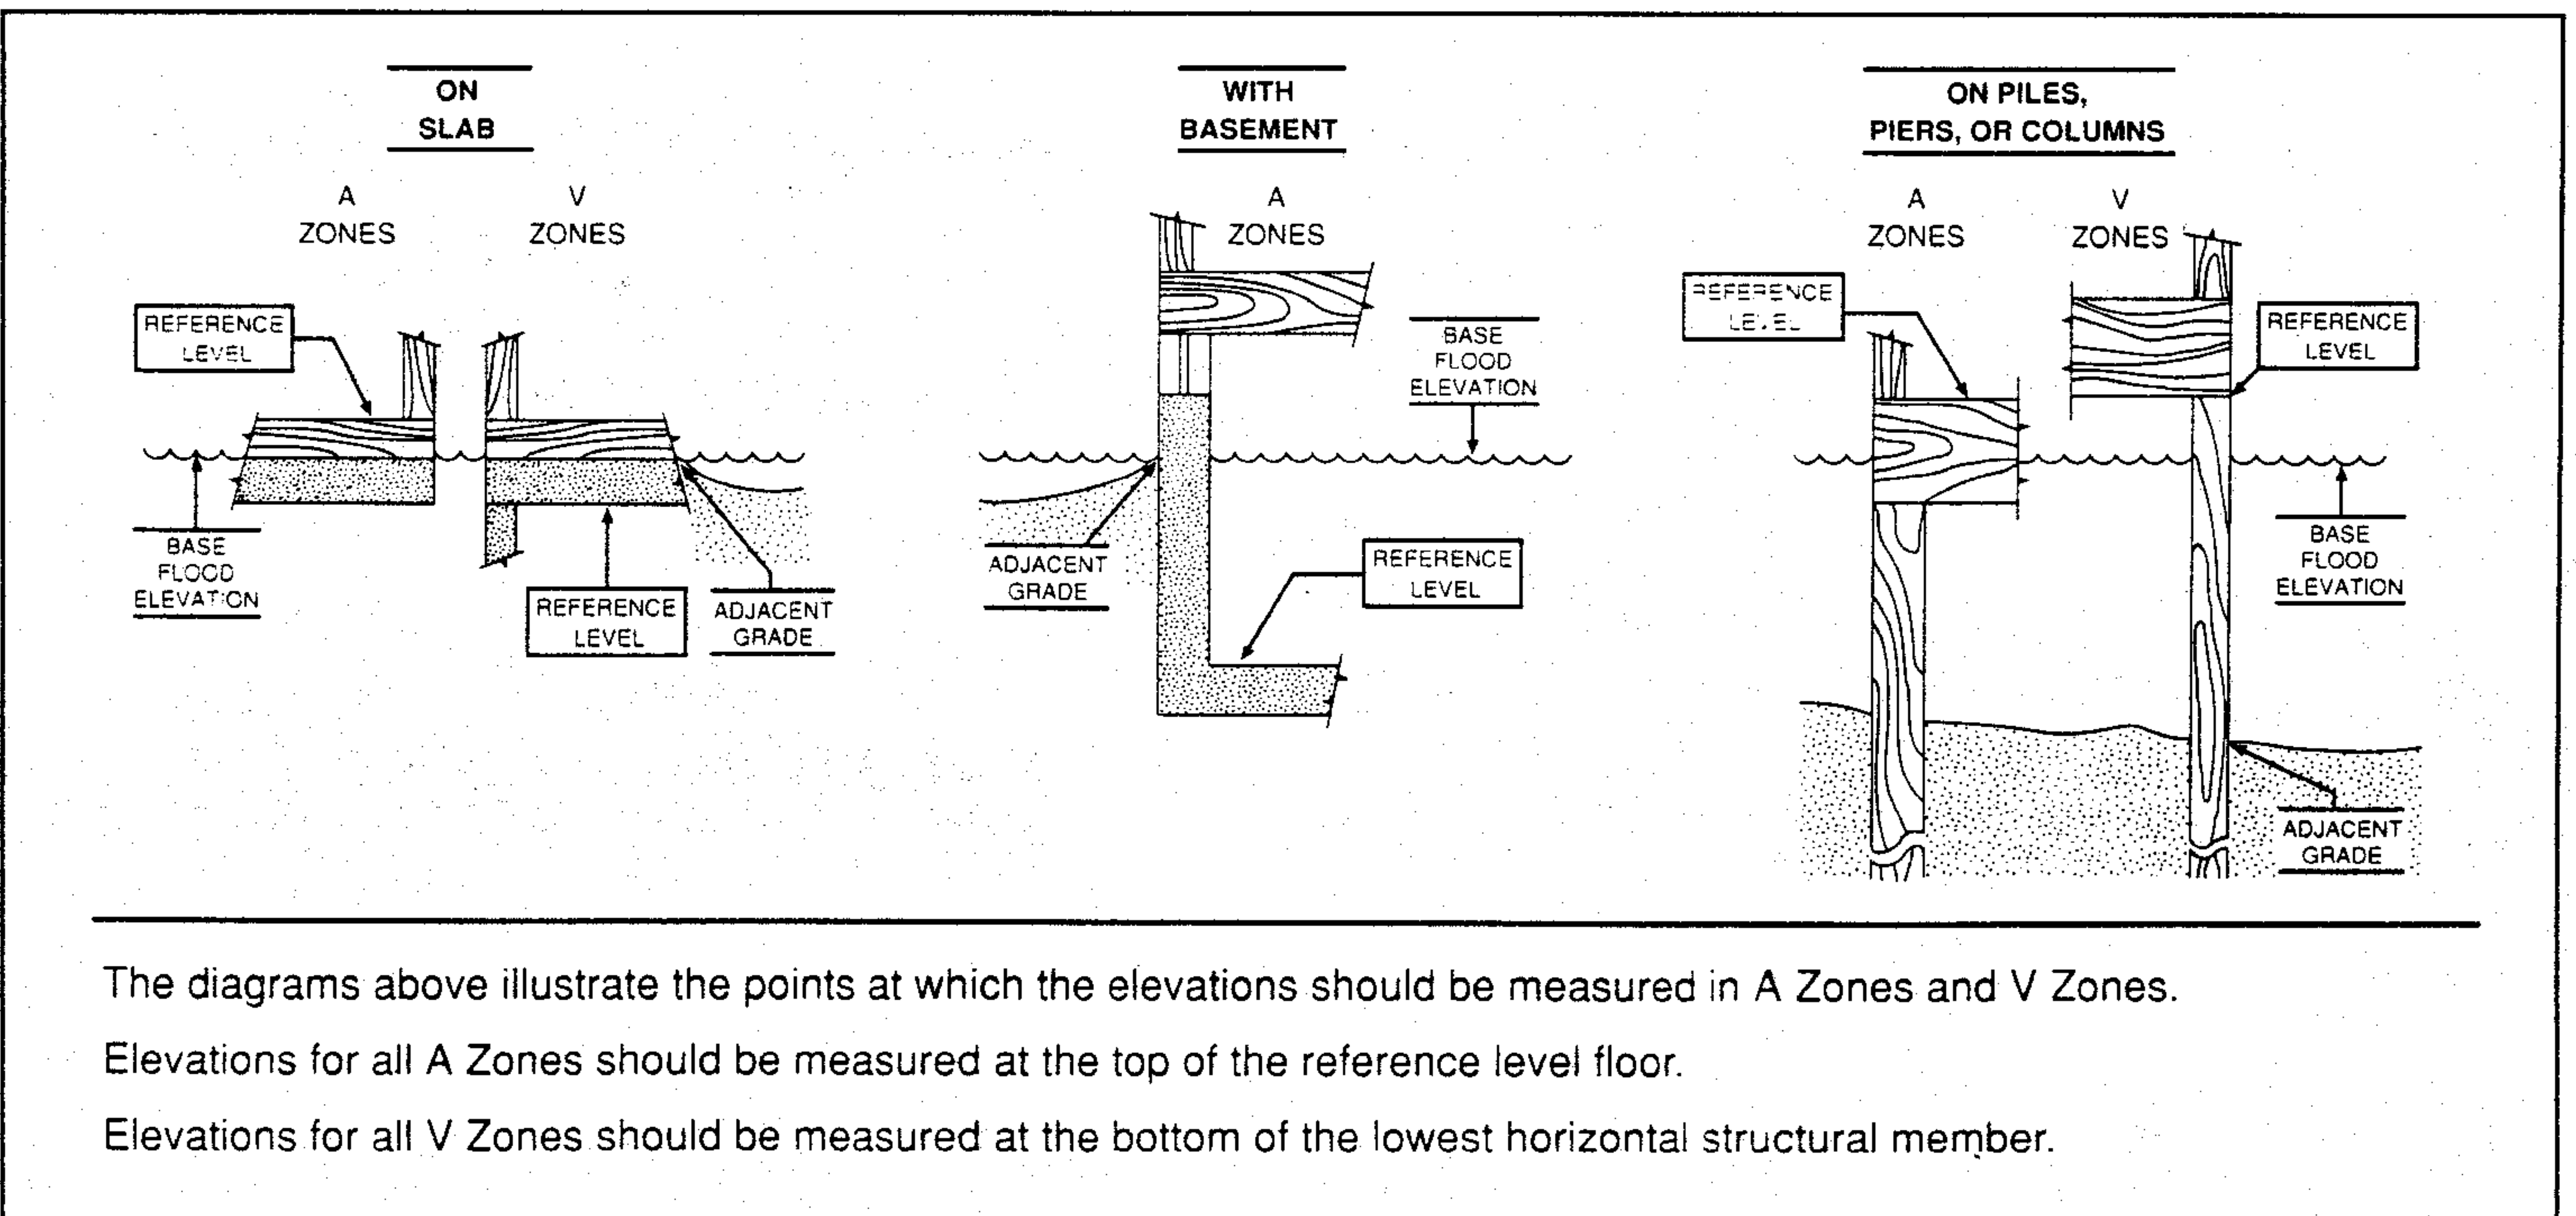 ON
SLAB
A
ZONES
V
ZONES
REFERENCE
LEVEL
BASE
FLOOD
ELEVATION
REFERENCE
LEVEL
ADJACENT
GRADE
WITH
BASEMENT
A
ZONES
BASE
FLOOD
ELEVATION
ADJACENT
GRADE
REFERENCE
LEVEL
ON PILES,
PIERS, OR COLUMNS
A
ZONES
V
ZONES
REFERENCE
LEVEL
REFERENCE
LEVEL
BASE
FLOOD
ELEVATION
ADJACENT
GRADE
The diagrams above illustrate the points at which the elevations should be measured in A Zones and V Zones.
Elevations for all A Zones should be measured at the top of the reference level floor.
Elevations for all V Zones should be measured at the bottom of the lowest horizontal structural member.